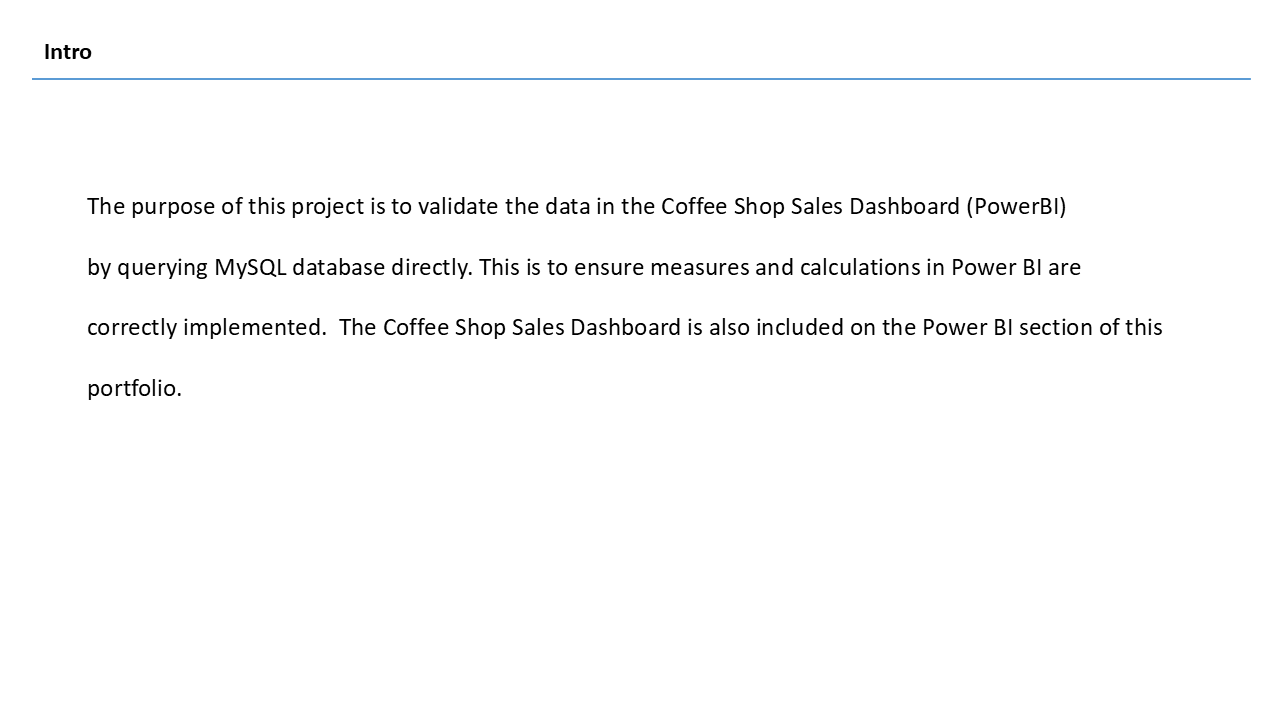 Intro
The purpose of this project is to validate the data in the Coffee Shop Sales Dashboard (PowerBI)
by querying MySQL database directly. This is to ensure measures and calculations in Power BI are
correctly implemented.  The Coffee Shop Sales Dashboard is also included on the Power BI section of this
portfolio.